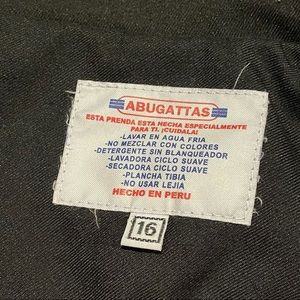 ABUGATTAS
ESTA PRENDA ESTA HECHA ESPECIALMENTE
PARA TI. ¡CUIDALA!
-LAVAR EN AGUA FRIA
-NO MEZCLAR CON COLORES
-DETERGENTE SIN BLANQUEADOR
-LAVADORA CICLO SUAVE
-SECADORA CICLO SUAVE
-PLANCHA TIBIA
-NO USAR LEJIA
HECHO EN PERU
16